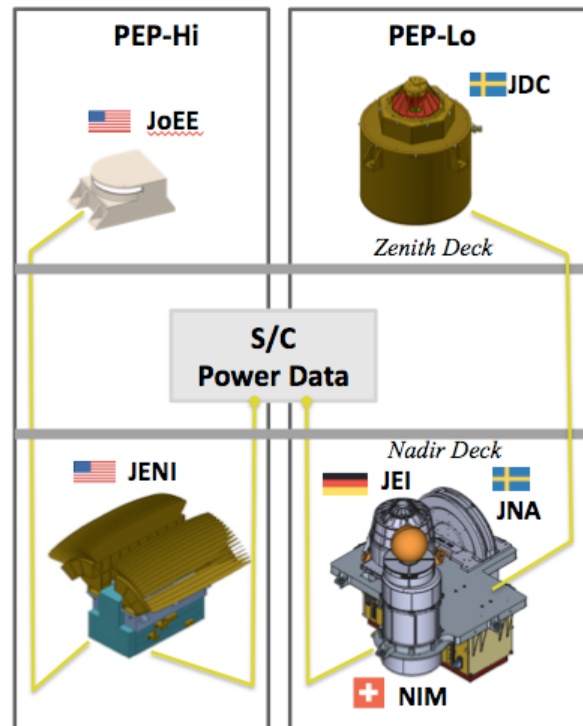 PEP-Hi
PEP-Lo
JoEE
JDC
Zenith Deck
S/C
Power Data
Nadir Deck
JENI
JEI
JNA
NIM